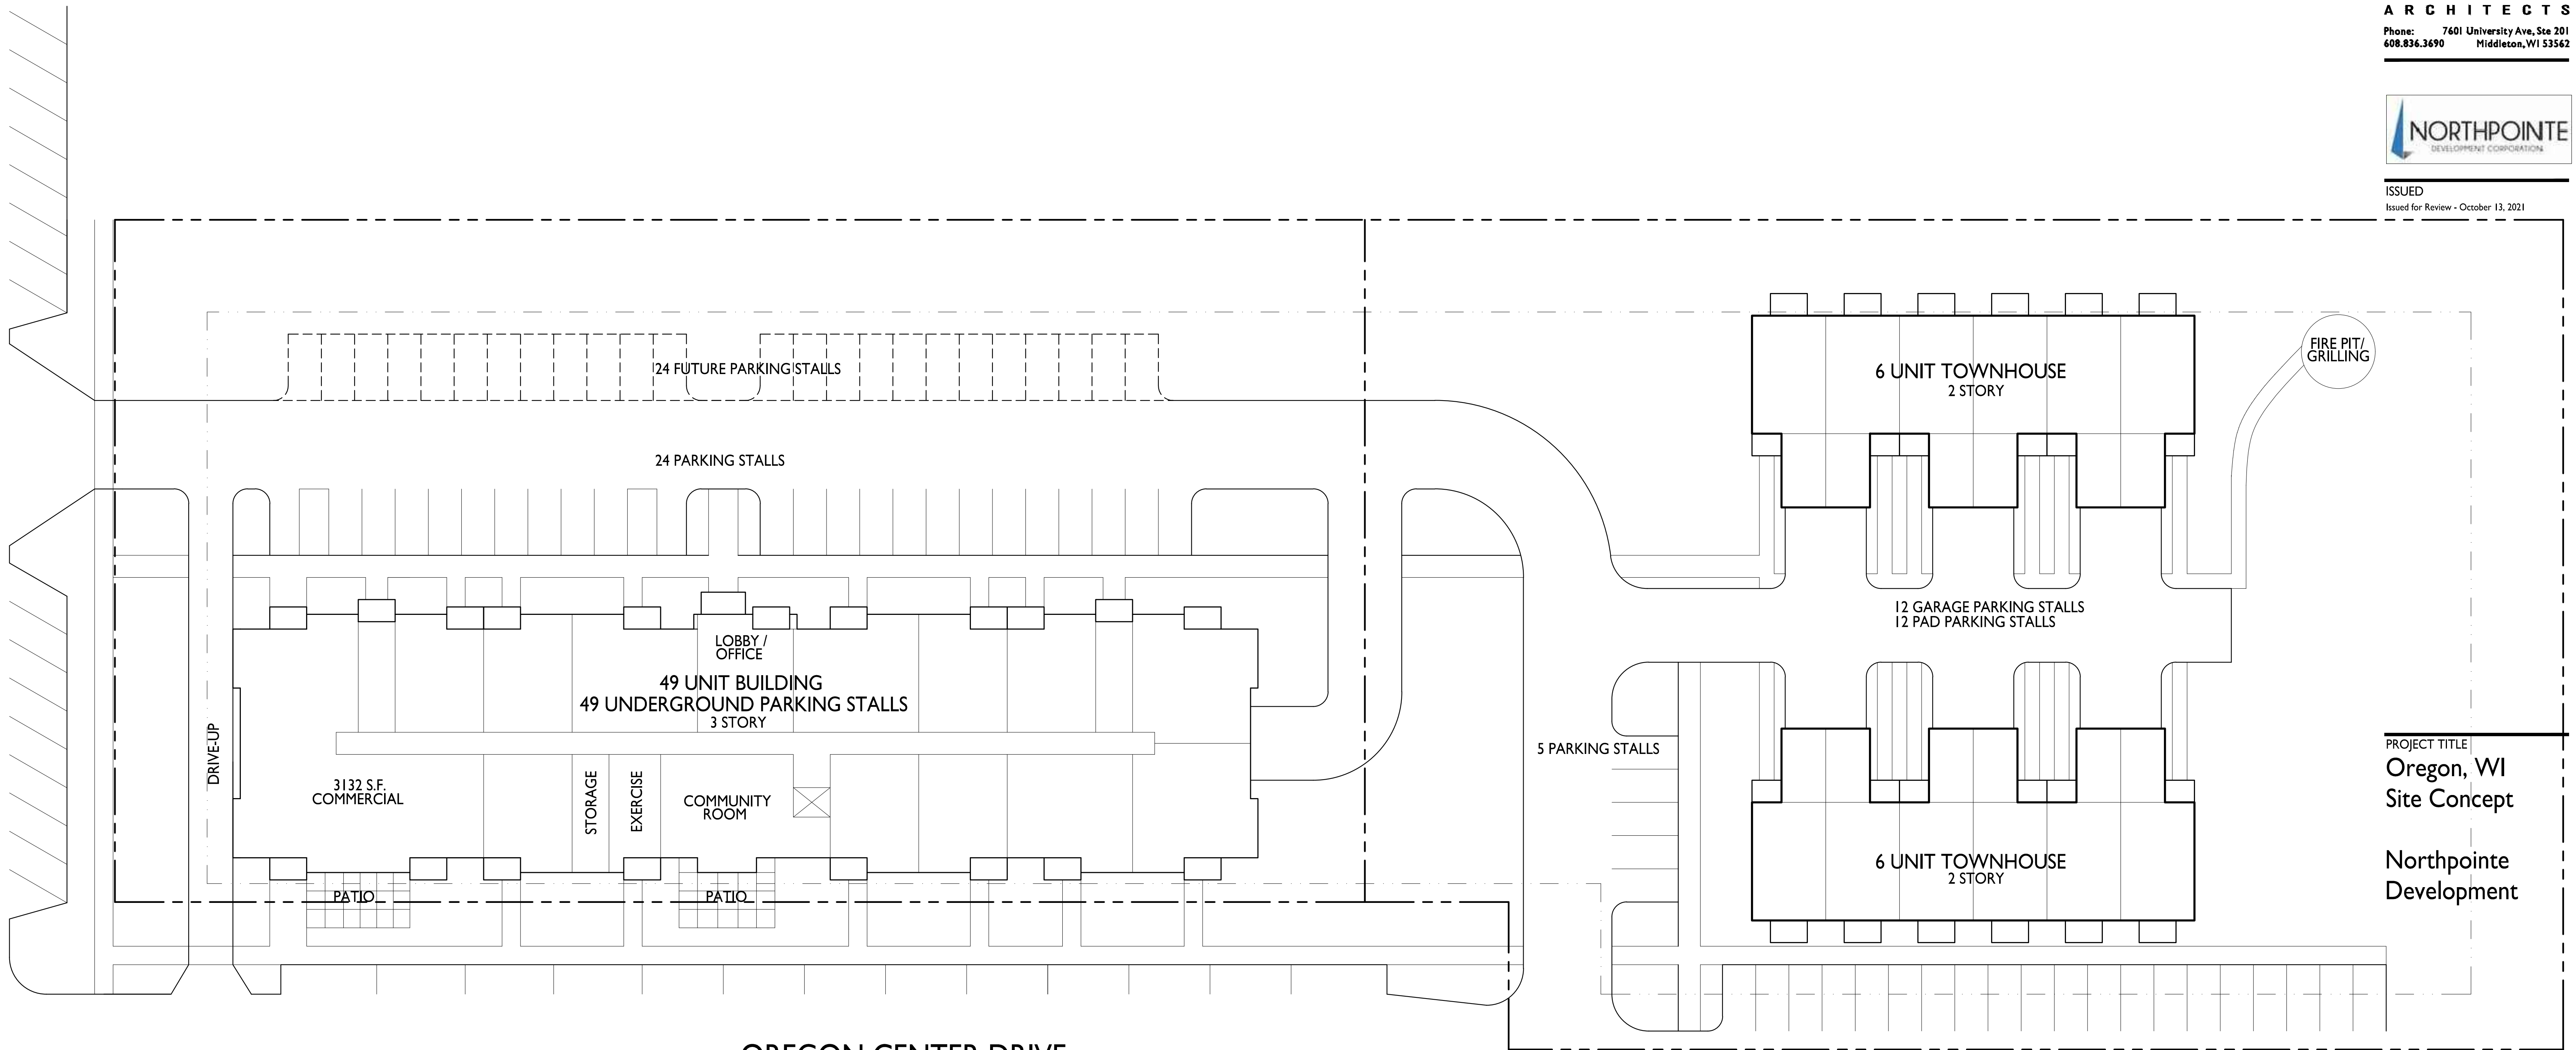 ARCHITECTS
Phone: 7601 University Ave, Ste 201
608.836.3690 Middleton, WI 53562
NORTHPOINTE
DEVELOPMENT CORPORATION
ISSUED
Issued for Review - October 13, 2021
24 FUTURE PARKING STALLS
24 PARKING STALLS
6 UNIT TOWNHOUSE
2 STORY
FIRE PIT/
GRILLING
12 GARAGE PARKING STALLS
12 PAD PARKING STALLS
LOBBY /
OFFICE
49 UNIT BUILDING
49 UNDERGROUND PARKING STALLS
3 STORY
DRIVE-UP
3132 S.F.
COMMERCIAL
STORAGE
EXERCISE
COMMUNITY
ROOM
5 PARKING STALLS
PATIO
PATIO
6 UNIT TOWNHOUSE
2 STORY
PROJECT TITLE
Oregon, WI
Site Concept
Northpointe
Development
OREGON CENTER DRIVE